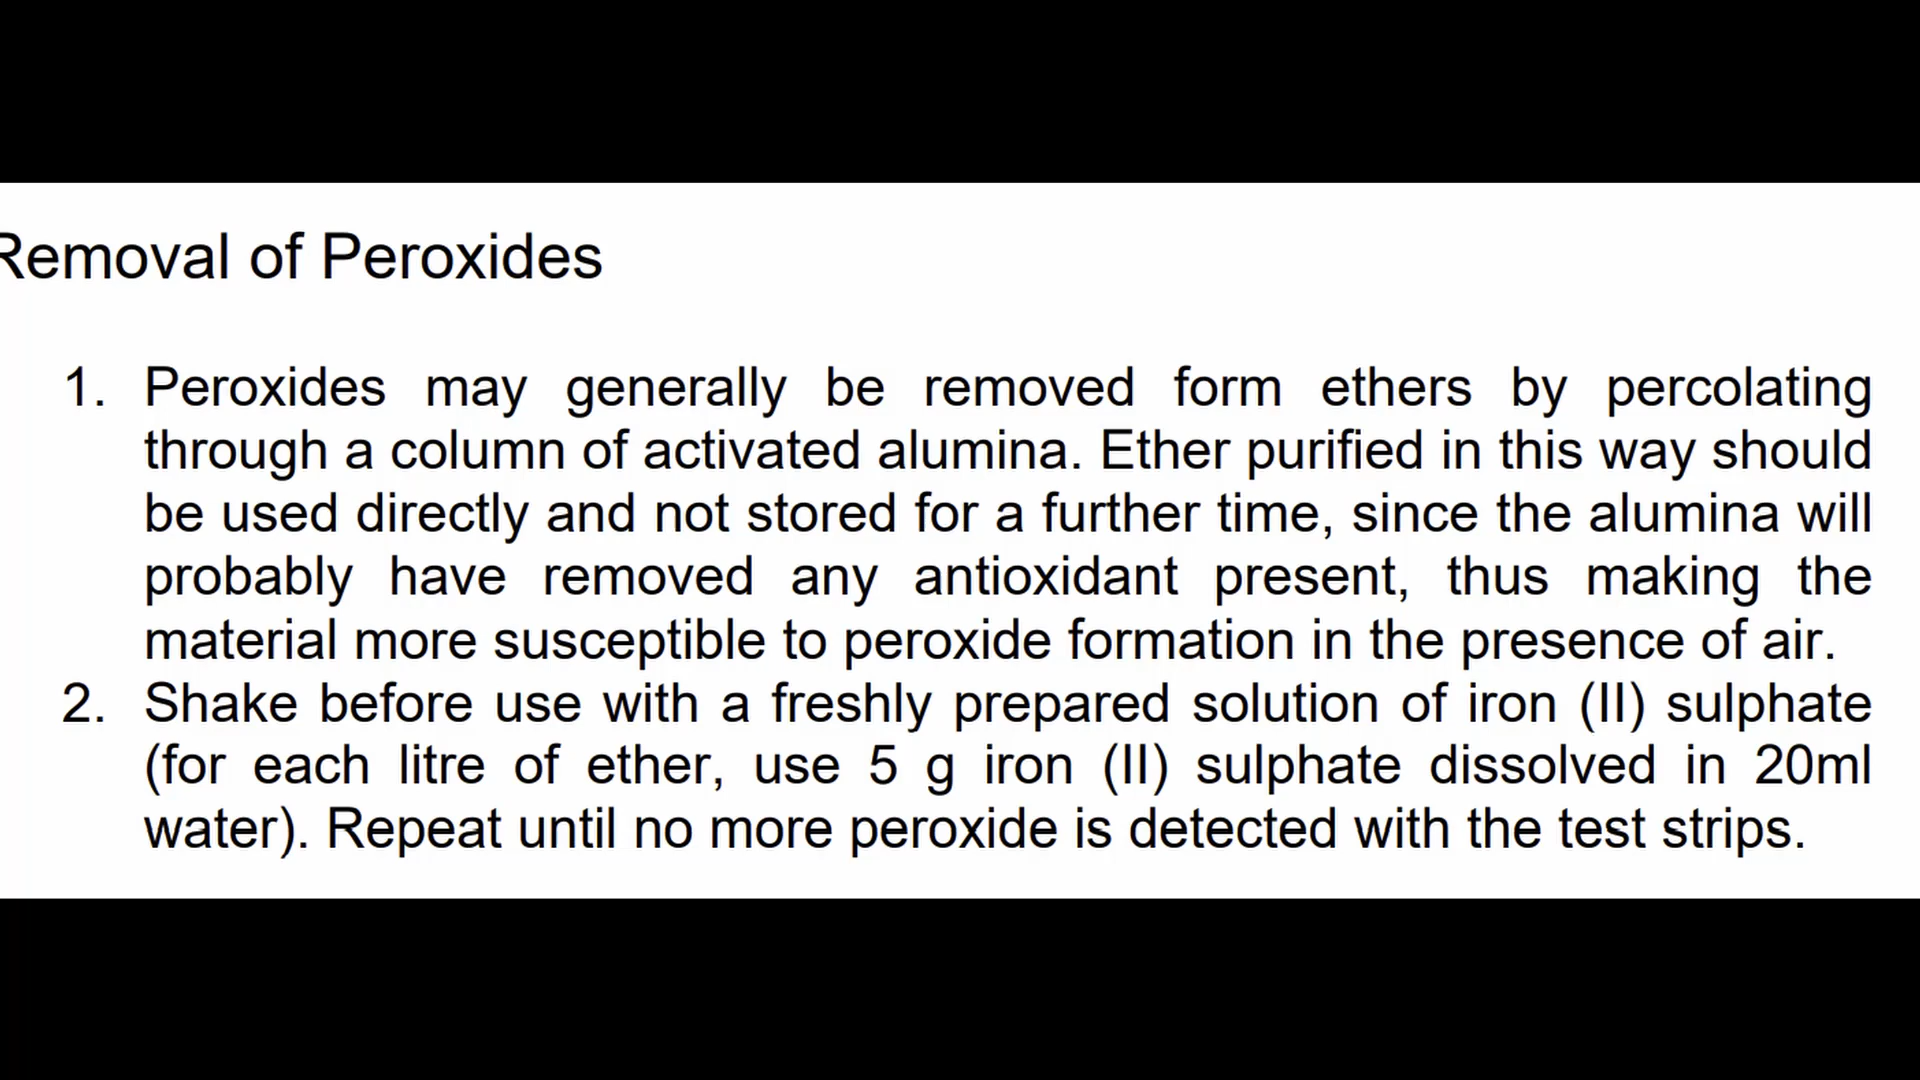 Removal of Peroxides
1. Peroxides may generally be removed form ethers by percolating
through a column of activated alumina. Ether purified in this way should
be used directly and not stored for a further time, since the alumina will
probably have removed any antioxidant present, thus making the
material more susceptible to peroxide formation in the presence of air.
2. Shake before use with a freshly prepared solution of iron (II) sulphate
(for each litre of ether, use 5 g iron (II) sulphate dissolved in 20ml
water). Repeat until no more peroxide is detected with the test strips.